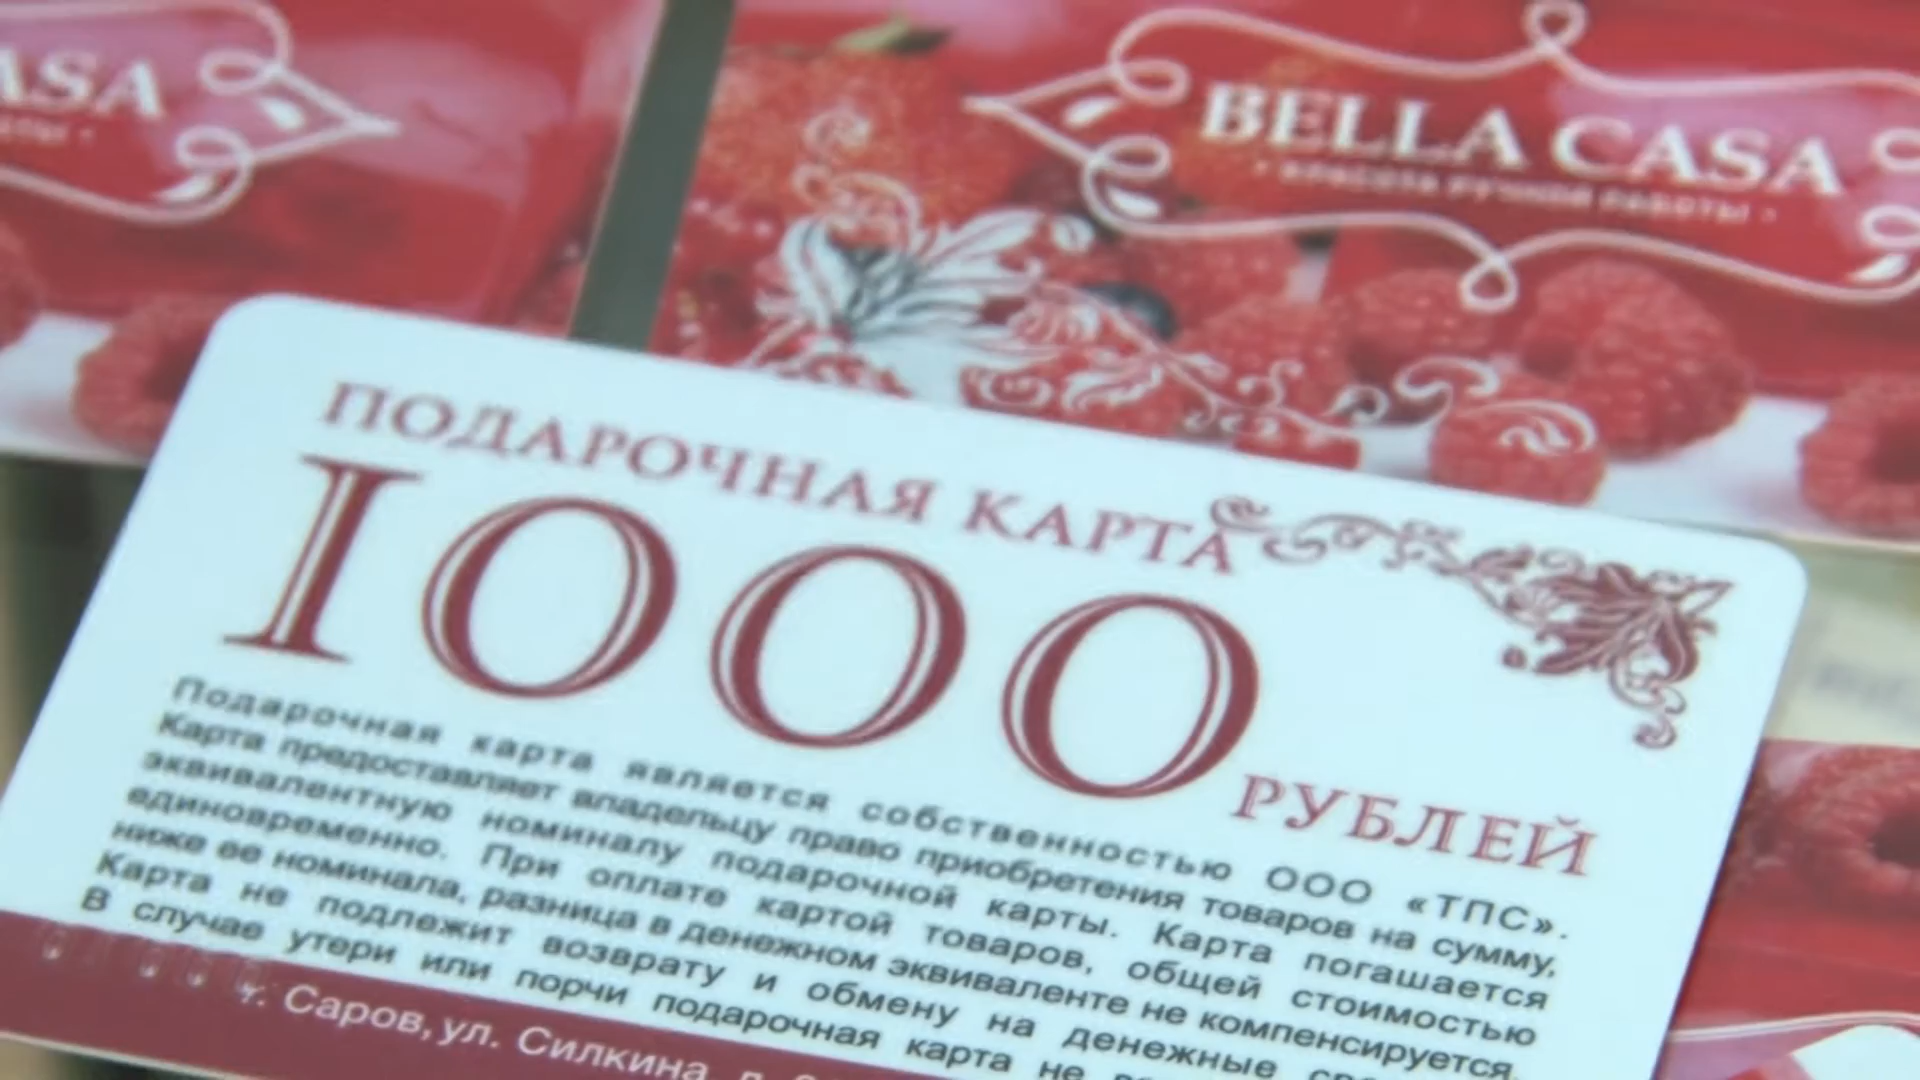 ASA
BELLA CASA
• КРАСОТА РУЧНОЙ РАБОТЫ •
ПОДАРОЧНАЯ КАРТА
1000
РУБЛЕЙ
Подарочная карта является собственностью ООО «ТПС».
Карта предоставляет владельцу право приобретения товаров на сумму,
эквивалентную номиналу подарочной карты. Карта погашается
единовременно. При оплате картой товаров, общей стоимостью
ниже ее номинала, разница в денежном эквиваленте не компенсируется.
Карта не подлежит возврату и обмену на денежные
В случае утери или порчи подарочная карта не
г. Саров, ул. Силкина,